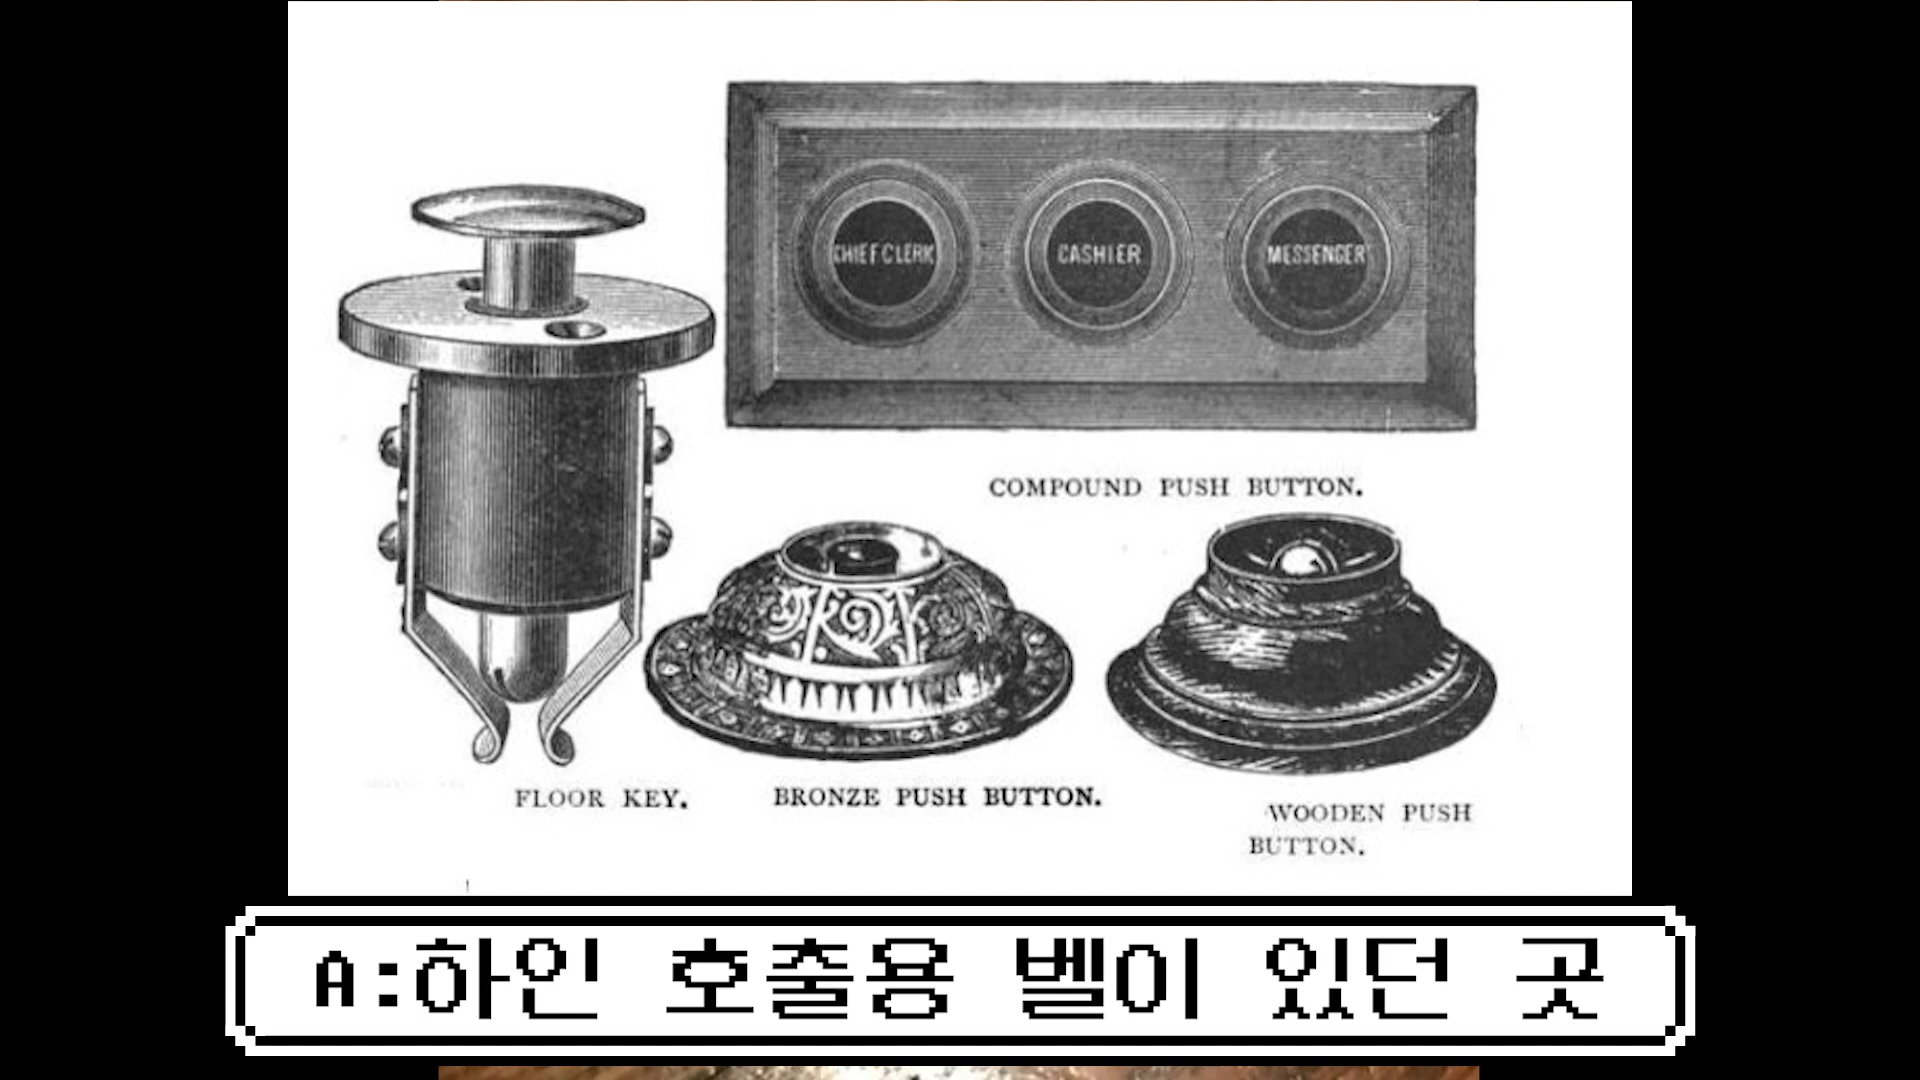 CHIEF CLERK
CASHIER
MESSENGER
COMPOUND PUSH BUTTON.
FLOOR KEY.
BRONZE PUSH BUTTON.
WOODEN PUSH
BUTTON.
A:하인 호출용 벨이 있던 곳